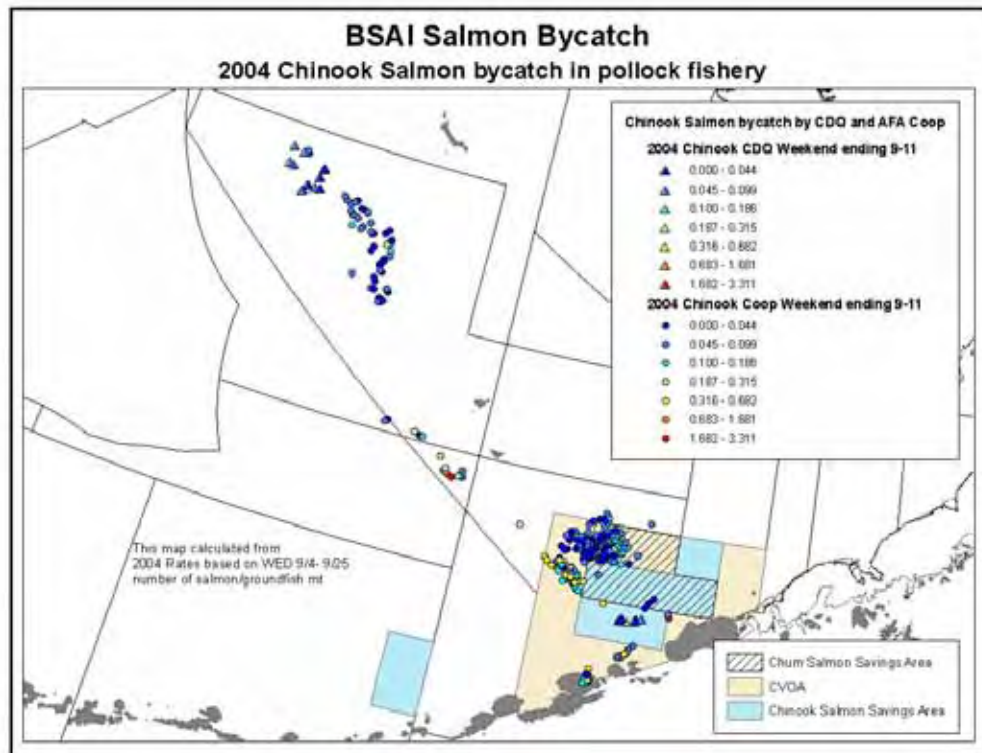 BSAI Salmon Bycatch
2004 Chinook Salmon bycatch in pollock fishery
Chinook Salmon bycatch by CDQ and AFA Coop
2004 Chinook CDQ Weekend ending 9-11
0.000 - 0.044
0.045 - 0.099
0.100 - 0.186
0.187 - 0.315
0.316 - 0.682
0.683 - 1.681
1.682 - 3.311
2004 Chinook Coop Weekend ending 9-11
0.000 - 0.044
0.045 - 0.099
0.100 - 0.186
0.187 - 0.315
0.316 - 0.682
0.683 - 1.681
1.682 - 3.311
This map calculated from
2004 Rates based on WED 9/4- 9/25
number of salmon/groundfish mt
Chum Salmon Savings Area
CVOA
Chinook Salmon Savings Area